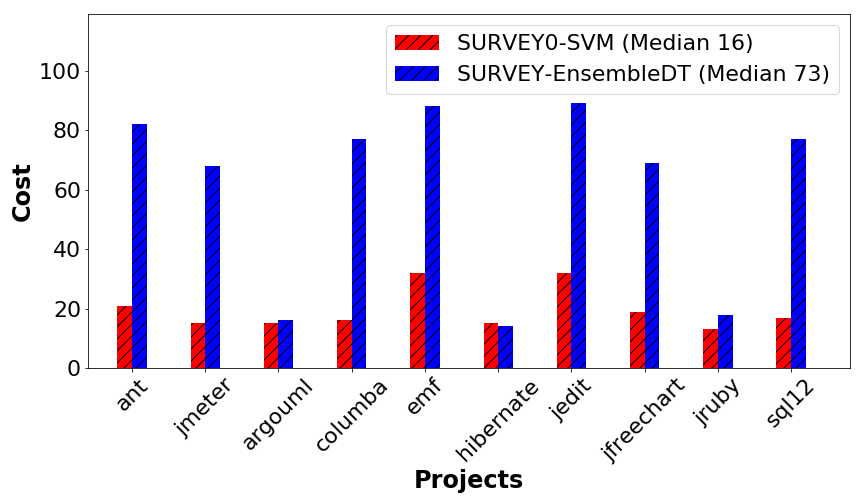 SURVEY0-SVM (Median 16)
SURVEY-EnsembleDT (Median 73)
Cost
100
80
60
40
20
0
ant
jmeter
argouml
columba
emf
hibernate
jedit
jfreechart
jruby
sql12
Projects